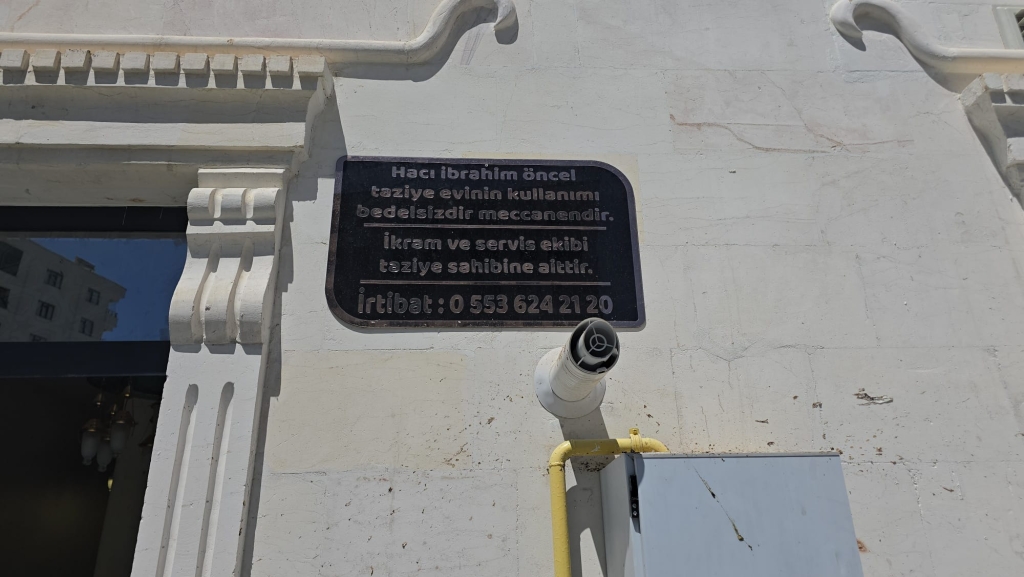 Hacı ibrahim öncel
taziye evinin kullanımı
bedelsizdir meccanendir.
İkram ve servis ekibi
taziye sahibine aittir.
İrtibat : 0 553 624 21 20